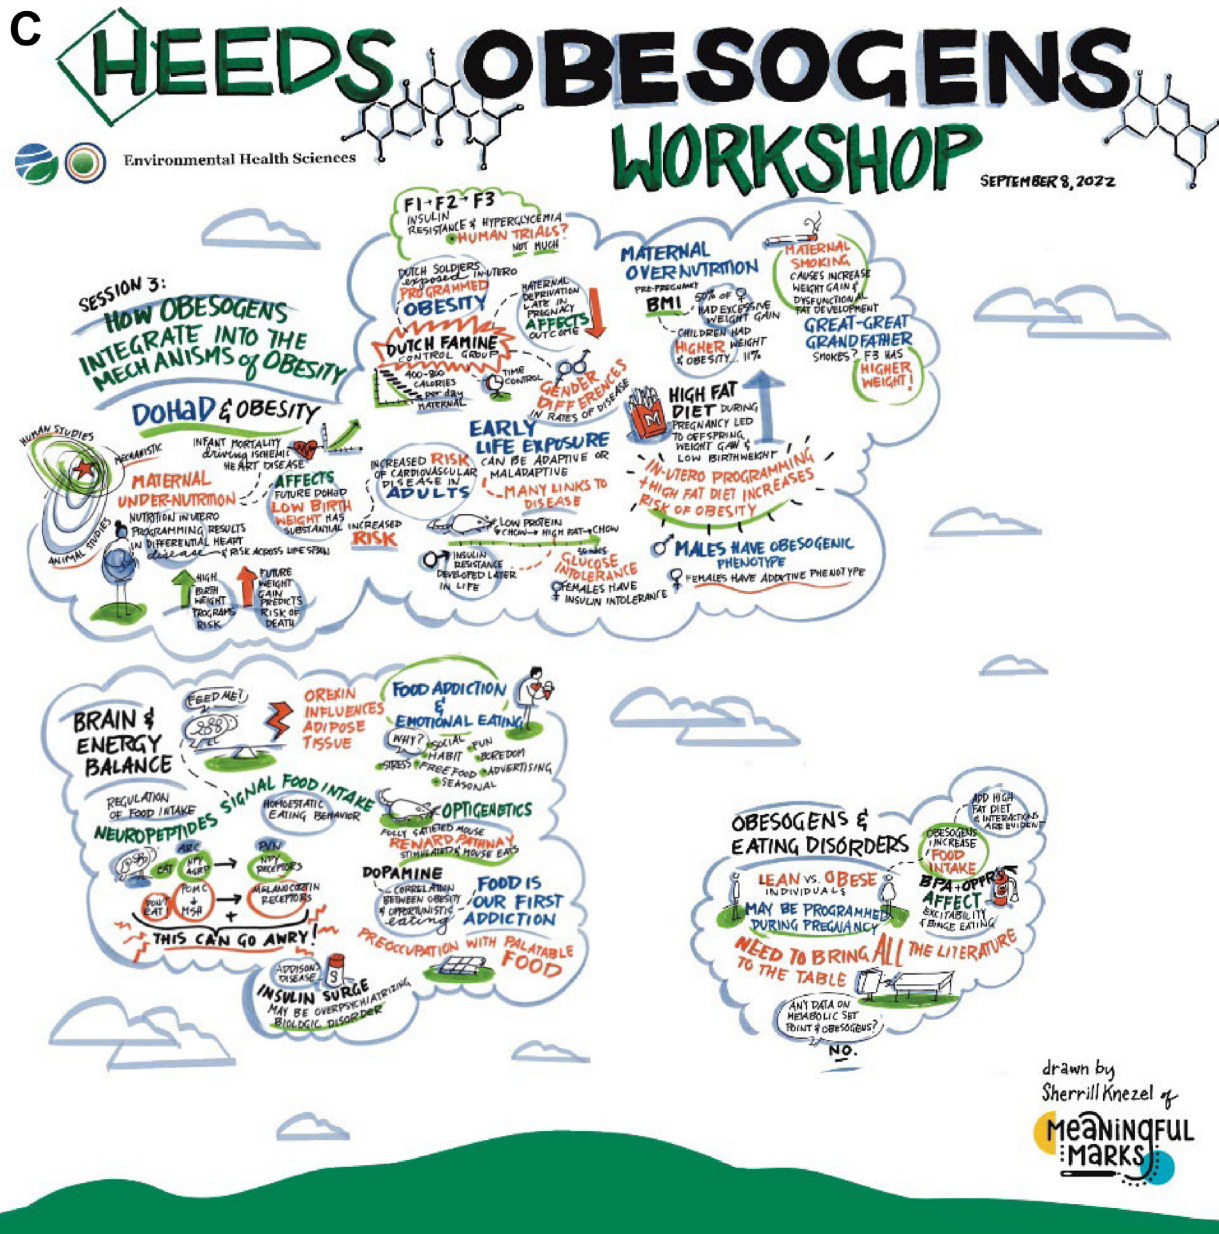 C
HEEDS OBESOGENS
WORKSHOP
SEPTEMBER 8, 2022
Environmental Health Sciences
SESSION 3:
HOW OBESOGENS
INTEGRATE INTO THE
MECHANISMS of OBESITY
DOHaD & OBESITY
HUMAN STUDIES
MECHANISTIC
ANIMAL STUDIES
INFANT MORTALITY
driving ISCHEMIC
HEART DISEASE
MATERNAL
UNDER-NUTRITION
NUTRITION IN UTERO
PROGRAMMING RESULTS
IN DIFFERENTIAL HEART
disease & RISK ACROSS LIFE SPAN
AFFECTS
FUTURE DOHaD
LOW BIRTH
WEIGHT HAS
SUBSTANTIAL
INCREASED
RISK
HIGH
BIRTH
WEIGHT
PROGRAMS
RISK
FUTURE
WEIGHT
GAIN
PREDICTS
RISK OF
DEATH
F1→F2→F3
INSULIN
RESISTANCE & HYPERGLYCEMIA
HUMAN TRIALS?
NOT MUCH
DUTCH SOLDIERS
exposed IN-UTERO
PROGRAMMED
OBESITY
MATERNAL
DEPRIVATION
LATE IN
PREGNACY
AFFECTS
OUTCOME
DUTCH FAMINE
CONTROL GROUP
400-800
CALORIES
per day
MATERNAL
TIME
CONTROL
GENDER
DIFFERENCES
IN RATES OF DISEASE
INCREASED RISK
OF CARDIOVASCULAR
DISEASE IN
ADULTS
EARLY
LIFE EXPOSURE
CAN BE ADAPTIVE OR
MALADAPTIVE
MANY LINKS TO
DISEASE
LOW PROTEIN
CHOW→HIGH FAT→CHOW
INSULIN
RESISTANCE
DEVELOPED LATER
IN LIFE
GLUCOSE
INTOLERANCE
FEMALES HAVE
INSULIN INTOLERANCE
MATERNAL
OVER NUTRITION
PRE-PREGNANT
BMI
50% OF ♀
HAD EXCESSIVE
WEIGHT GAIN
CHILDREN HAD
HIGHER WEIGHT
& OBESITY... 11%
MATERNAL
SMOKING
CAUSES INCREASE
WEIGHT GAIN &
DYSFUNCTIONAL
FAT DEVELOPMENT
GREAT-GREAT
GRANDFATHER
SMOKES? F3 HAS
HIGHER
WEIGHT!
M
HIGH FAT
DIET DURING
PREGNANCY LED
TO OFFSPRING
WEIGHT GAIN &
LOW BIRTHWEIGHT
IN-UTERO PROGRAMMING
+ HIGH FAT DIET INCREASES
RISK OF OBESITY
♂ MALES HAVE OBESOGENIC
PHENOTYPE
♀ FEMALES HAVE ADDITIVE PHENOTYPE
BRAIN &
ENERGY
BALANCE
FEED ME!
OREXIN
INFLUENCES
ADIPOSE
TISSUE
REGULATION
OF FOOD INTAKE
NEUROPEPTIDES
SIGNAL FOOD INTAKE
HOMOESTATIC
EATING BEHAVIOR
ARC
PVN
EAT
NPY
AGRP
NPY
RECEPTORS
DON'T
EAT
POMC
↓
MSH
MELANOCORTIN
RECEPTORS
+
THIS CAN GO AWRY!
ADDISONS
DISEASE
S
INSULIN SURGE
MAY BE OVERPSYCHIATRIZING
BIOLOGIC DISORDER
FOOD ADDICTION
&
EMOTIONAL EATING
WHY?
SOCIAL
FUN
HABIT
BOREDOM
STRESS
FREE FOOD
ADVERTISING
SEASONAL
OPTIGENETICS
FULLY SATIETED MOUSE
REWARD PATHWAY
STIMULATED & MOUSE EATS
DOPAMINE
CORRELATION
BETWEEN OBESITY
& OPPORTUNISTIC
eating
FOOD IS
OUR FIRST
ADDICTION
PREOCCUPATION WITH PALATABLE
FOOD
OBESOGENS &
EATING DISORDERS
ADD HIGH
FAT DIET
& INTERACTIONS
ARE EVIDENT
OBESOGENS
INCREASE
FOOD
INTAKE
LEAN vs. OBESE
INDIVIDUALS
MAY BE PROGRAMMED
DURING PREGNANCY
BPA + OPPRS
AFFECT
EXCITABILITY
& BINGE EATING
NEED TO BRING ALL THE LITERATURE
TO THE TABLE
ANY DATA ON
METABOLIC SET
POINT & OBESOGENS?
NO.
drawn by
Sherrill Knezel of
MEANINGFUL
MARKS